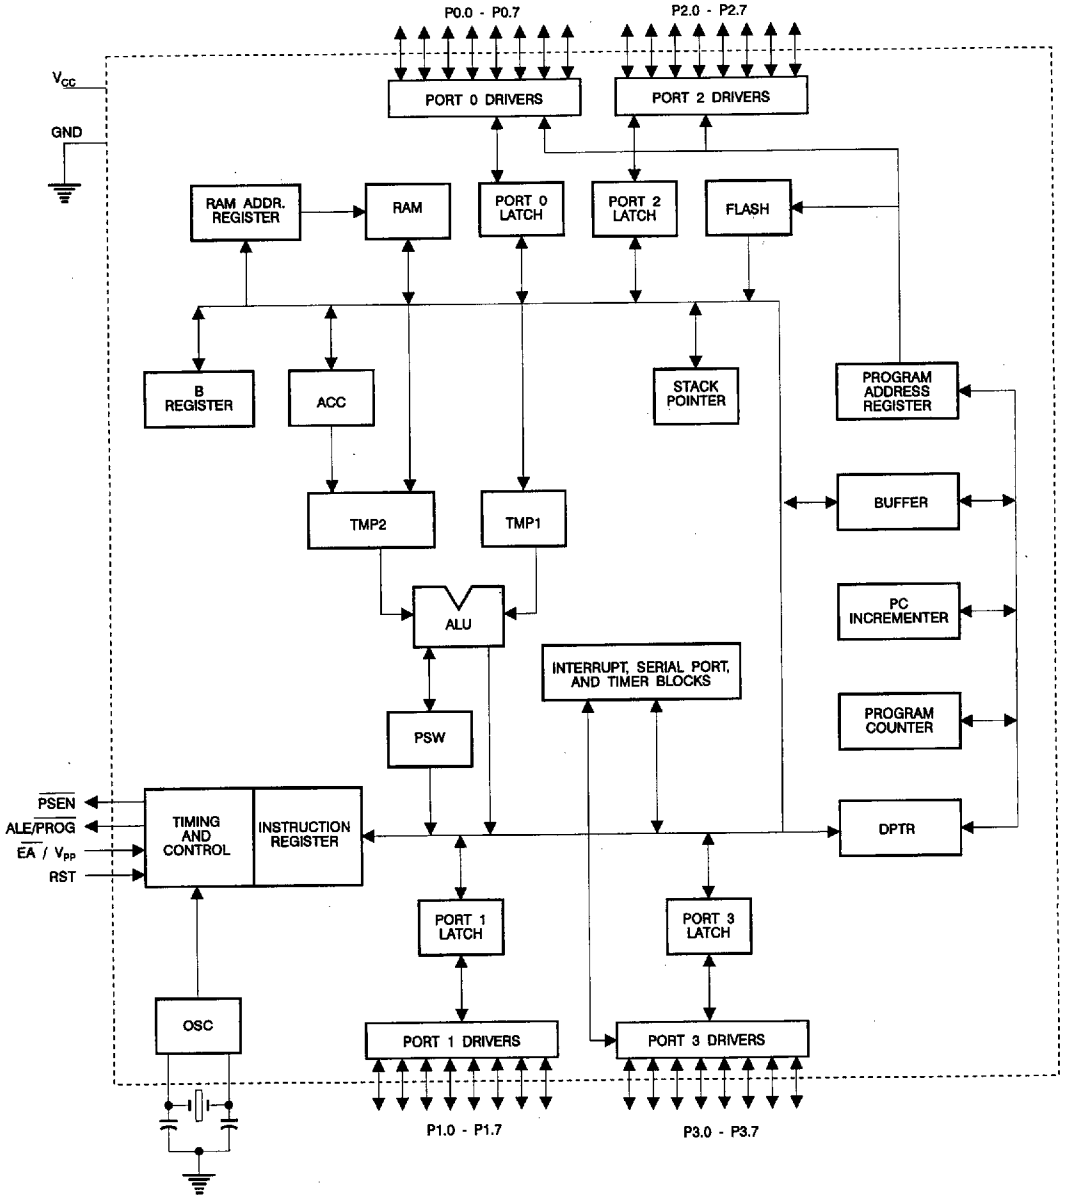 P0.0 - P0.7
P2.0 - P2.7
VCC
GND
PORT 0 DRIVERS
PORT 2 DRIVERS
RAM ADDR.
REGISTER
RAM
PORT 0
LATCH
PORT 2
LATCH
FLASH
B
REGISTER
ACC
STACK
POINTER
PROGRAM
ADDRESS
REGISTER
TMP2
TMP1
BUFFER
ALU
PC
INCREMENTER
INTERRUPT, SERIAL PORT,
AND TIMER BLOCKS
PSW
PROGRAM
COUNTER
PSEN
ALE/PROG
EA / VPP
RST
TIMING
AND
CONTROL
INSTRUCTION
REGISTER
DPTR
PORT 1
LATCH
PORT 3
LATCH
OSC
PORT 1 DRIVERS
PORT 3 DRIVERS
P1.0 - P1.7
P3.0 - P3.7